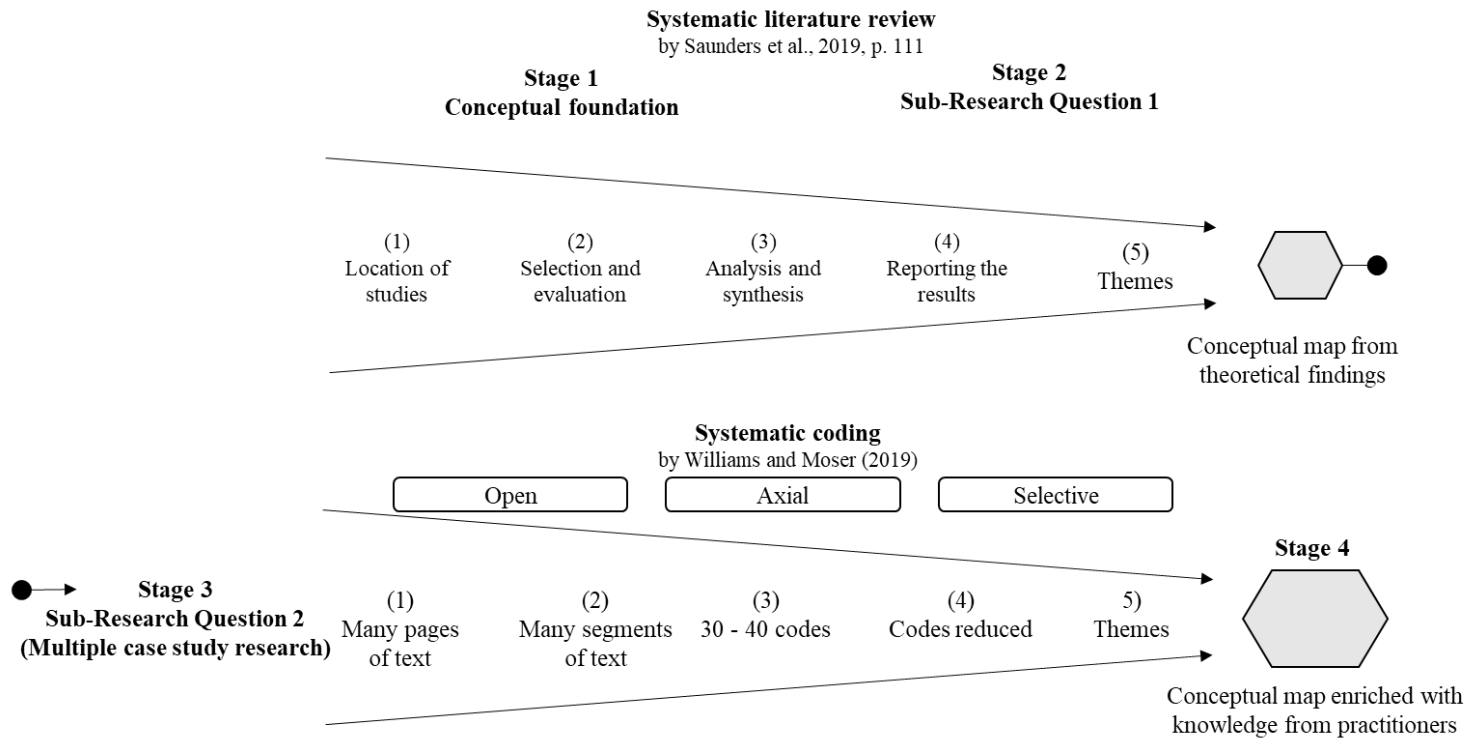 Systematic literature review
by Saunders et al., 2019, p. 111
Stage 1
Conceptual foundation
Stage 2
Sub-Research Question 1
(1)
Location of
studies
(2)
Selection and
evaluation
(3)
Analysis and
synthesis
(4)
Reporting the
results
(5)
Themes
Conceptual map from
theoretical findings
Systematic coding
by Williams and Moser (2019)
Open
Axial
Selective
Stage 3
Sub-Research Question 2
(Multiple case study research)
(1)
Many pages
of text
(2)
Many segments
of text
(3)
30 - 40 codes
(4)
Codes reduced
5)
Themes
Stage 4
Conceptual map enriched with
knowledge from practitioners